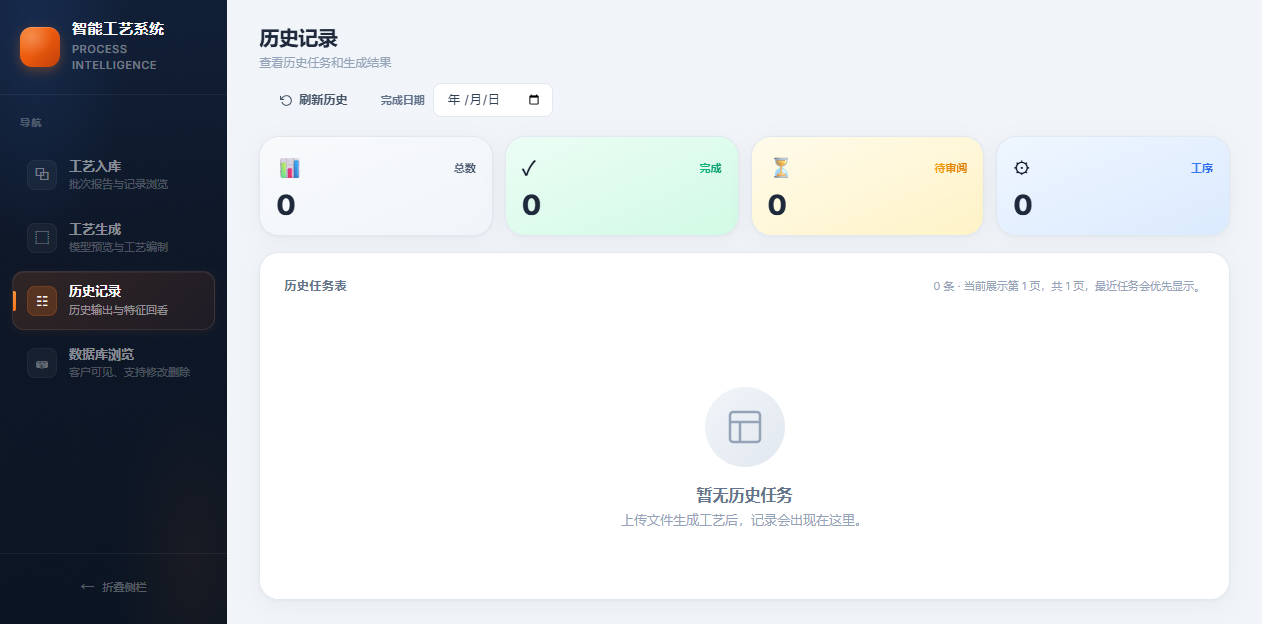 智能工艺系统
PROCESS
INTELLIGENCE
导航
工艺入库
批次报告与记录浏览
工艺生成
模型预览与工艺编制
历史记录
历史输出与特征回看
数据库浏览
客户可见、支持修改删除
← 折叠侧栏
历史记录
查看历史任务和生成结果
刷新历史 完成日期 年 /月/日
总数
0
完成
0
待审阅
0
工序
0
历史任务表
0 条 · 当前展示第 1 页，共 1 页，最近任务会优先显示。
暂无历史任务
上传文件生成工艺后，记录会出现在这里。